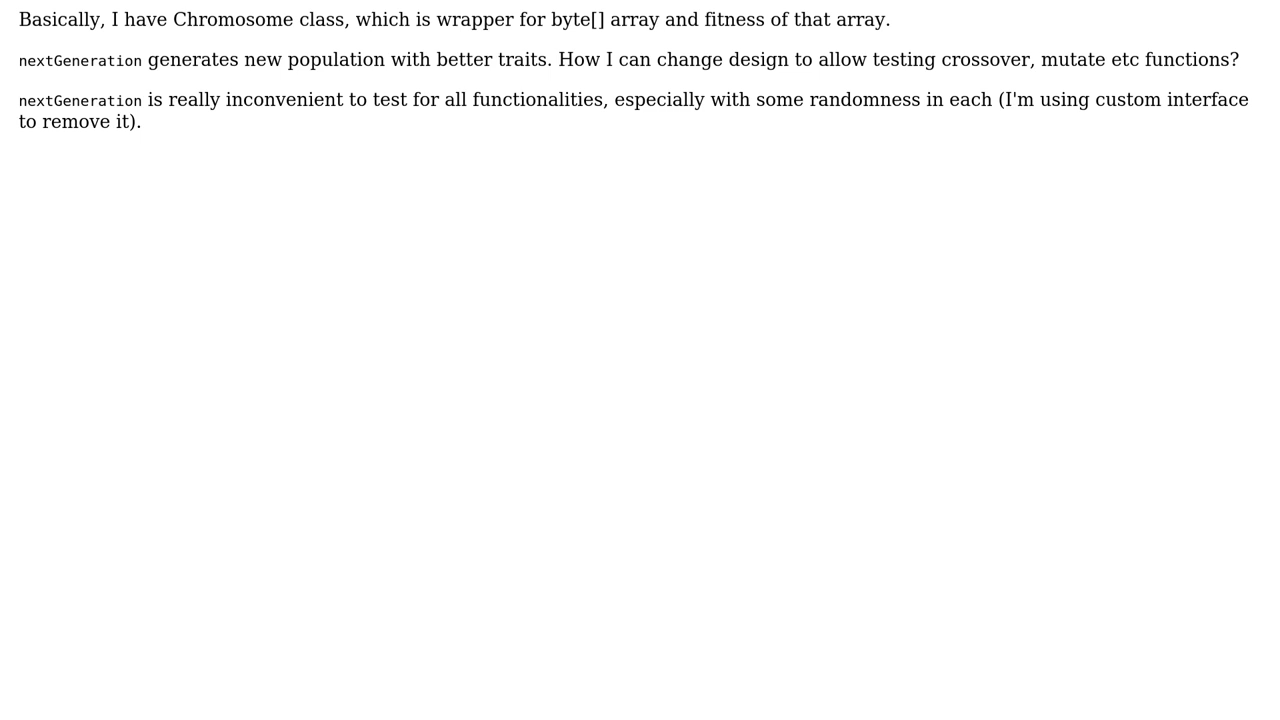 Basically, I have Chromosome class, which is wrapper for byte[] array and fitness of that array.
nextGeneration generates new population with better traits. How I can change design to allow testing crossover, mutate etc functions?
nextGeneration is really inconvenient to test for all functionalities, especially with some randomness in each (I'm using custom interface
to remove it).